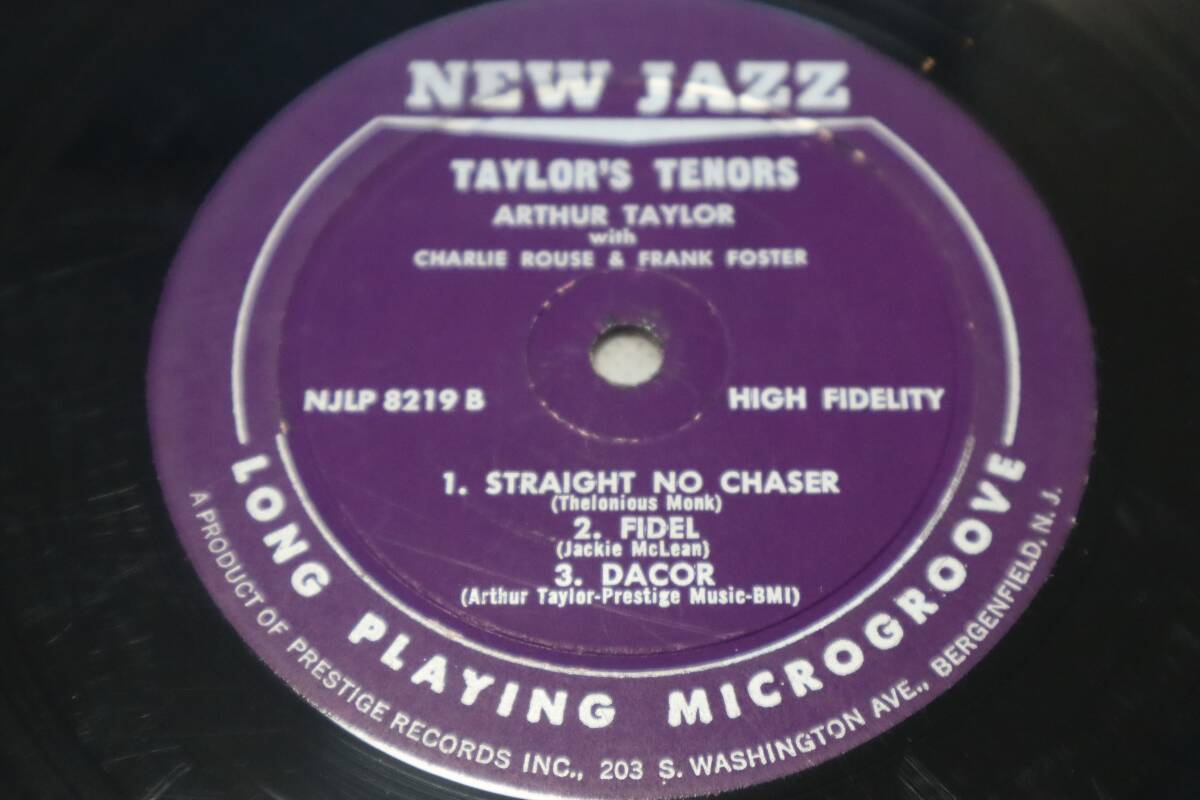 NEW JAZZ
TAYLOR'S TENORS
ARTHUR TAYLOR
with
CHARLIE ROUSE & FRANK FOSTER
NJLP 8219 B
HIGH FIDELITY
1. STRAIGHT NO CHASER
(Thelonious Monk)
2. FIDEL
(Jackie McLean)
3. DACOR
(Arthur Taylor-Prestige Music-BMI)
LONG PLAYING MICROGROOVE
A PRODUCT OF PRESTIGE RECORDS INC., 203 S. WASHINGTON AVE., BERGENFIELD, N. J.